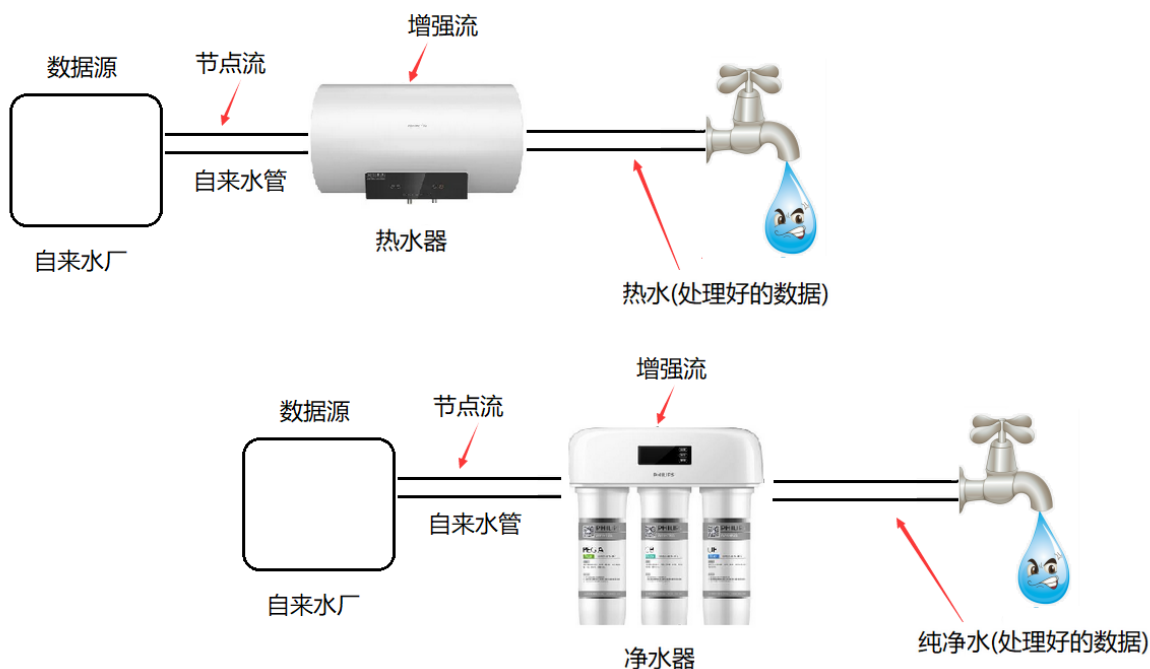 增强流
数据源
节点流
自来水管
热水器
自来水厂
热水(处理好的数据)
增强流
数据源
节点流
自来水管
PHILIP
PHILIP
PHILIP
自来水厂
净水器
纯净水(处理好的数据)